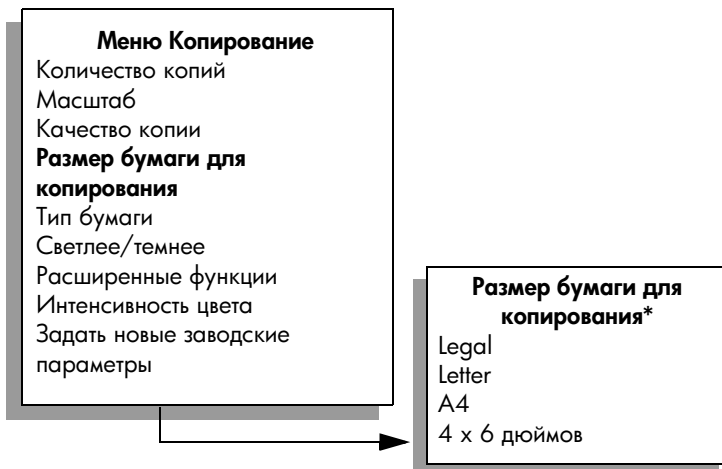 Меню Копирование
Количество копий
Масштаб
Качество копии
Размер бумаги для
копирования
Тип бумаги
Светлее/темнее
Расширенные функции
Интенсивность цвета
Задать новые заводские
параметры
Размер бумаги для
копирования*
Legal
Letter
A4
4 x 6 дюймов